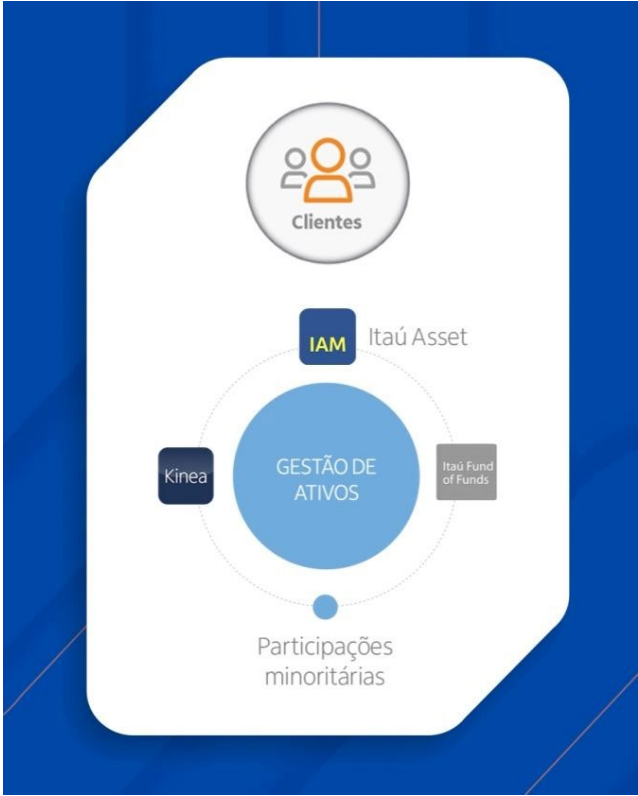 Clientes
IAM
Itaú Asset
Kinea
GESTÃO DE
ATIVOS
Itaú Fund
of Funds
Participações
minoritárias